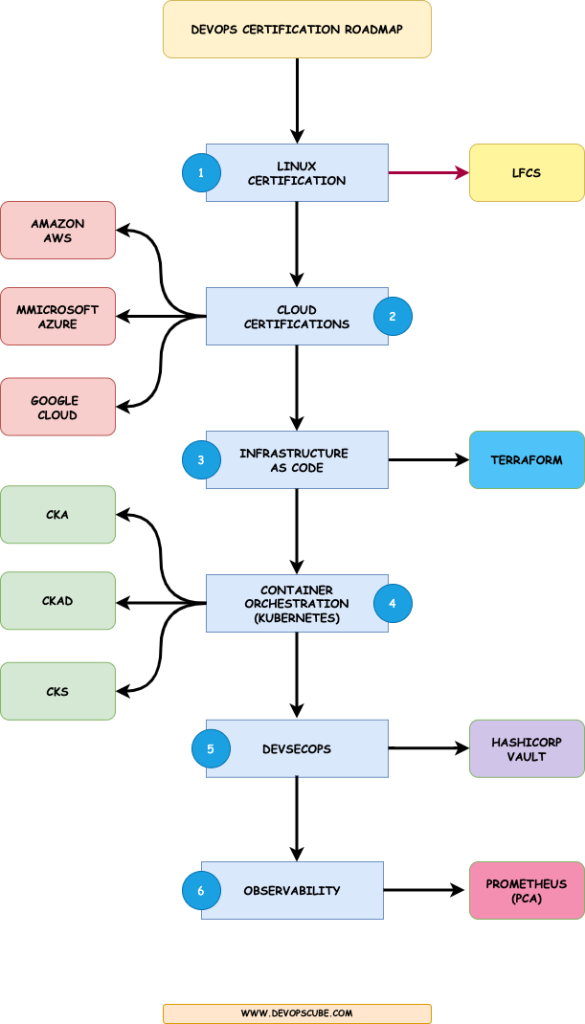 DEVOPS CERTIFICATION ROADMAP
1
LINUX
CERTIFICATION
LFCS
AMAZON
AWS
MMICROSOFT
AZURE
GOOGLE
CLOUD
CLOUD
CERTIFICATIONS
2
3
INFRASTRUCTURE
AS CODE
TERRAFORM
CKA
CKAD
CKS
CONTAINER
ORCHESTRATION
(KUBERNETES)
4
5
DEVSECOPS
HASHICORP
VAULT
6
OBSERVABILITY
PROMETHEUS
(PCA)
WWW.DEVOPSCUBE.COM